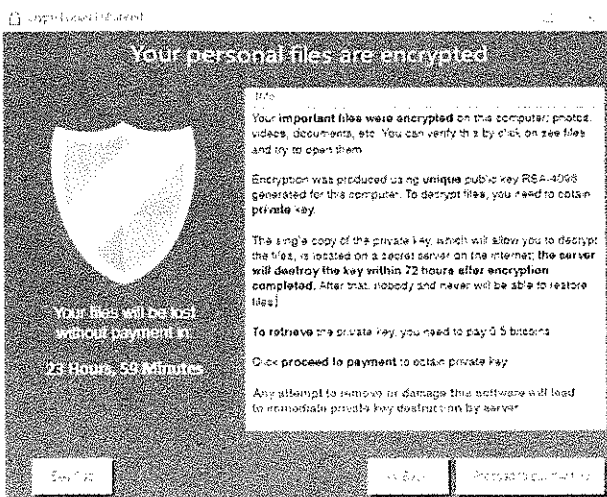 Your personal files are encrypted
Info
Your important files were encrypted on this computer: photos,
videos, documents, etc. You can verify this by click on see files
and try to open them.
Encryption was produced using unique public key RSA-4096
generated for this computer. To decrypt files, you need to obtain
private key.
The single copy of the private key, which will allow you to decrypt
the files, is located on a secret server on the internet; the server
will destroy the key within 72 hours after encryption
completed. After that, nobody and never will be able to restore
files.
To retrieve the private key, you need to pay 0.5 bitcoins.
Click proceed to payment to obtain private key.
Any attempt to remove or damage this software will lead
to immediate private key destruction by server.
Your files will be lost
without payment in:
23 Hours, 59 Minutes